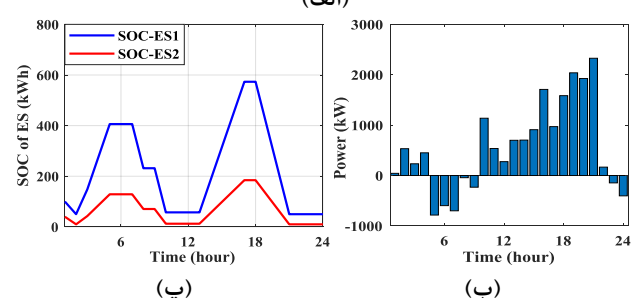 (الف)
800
600
400
200
0
SOC of ES (kWh)
SOC-ES1
SOC-ES2
6 12 18 24
Time (hour)
(پ)
3000
2000
1000
0
-1000
Power (kW)
6 12 18 24
Time (hour)
(ب)